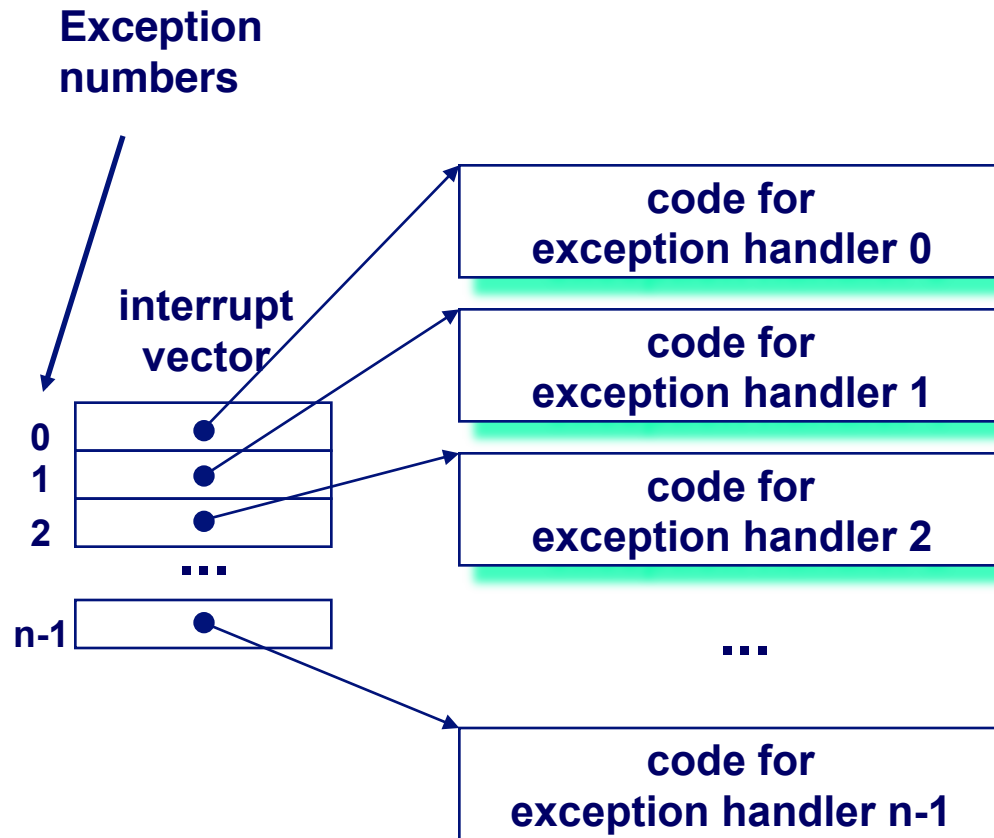 Exception
numbers
code for
exception handler 0
interrupt
vector
code for
exception handler 1
0
1
2
code for
exception handler 2
...
n-1
...
code for
exception handler n-1